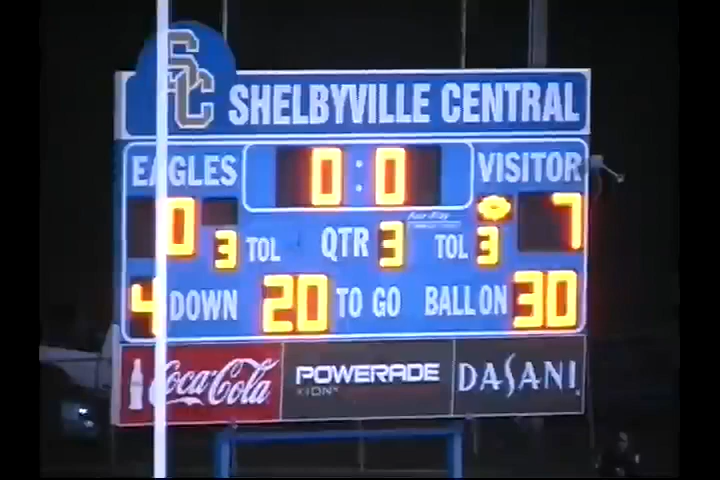 SC
SHELBYVILLE CENTRAL
EAGLES 0:0 VISITOR
0 3 TOL QTR 3 TOL 3 7
4 DOWN 20 TO GO BALL ON 30
Coca-Cola POWERADE DASANI